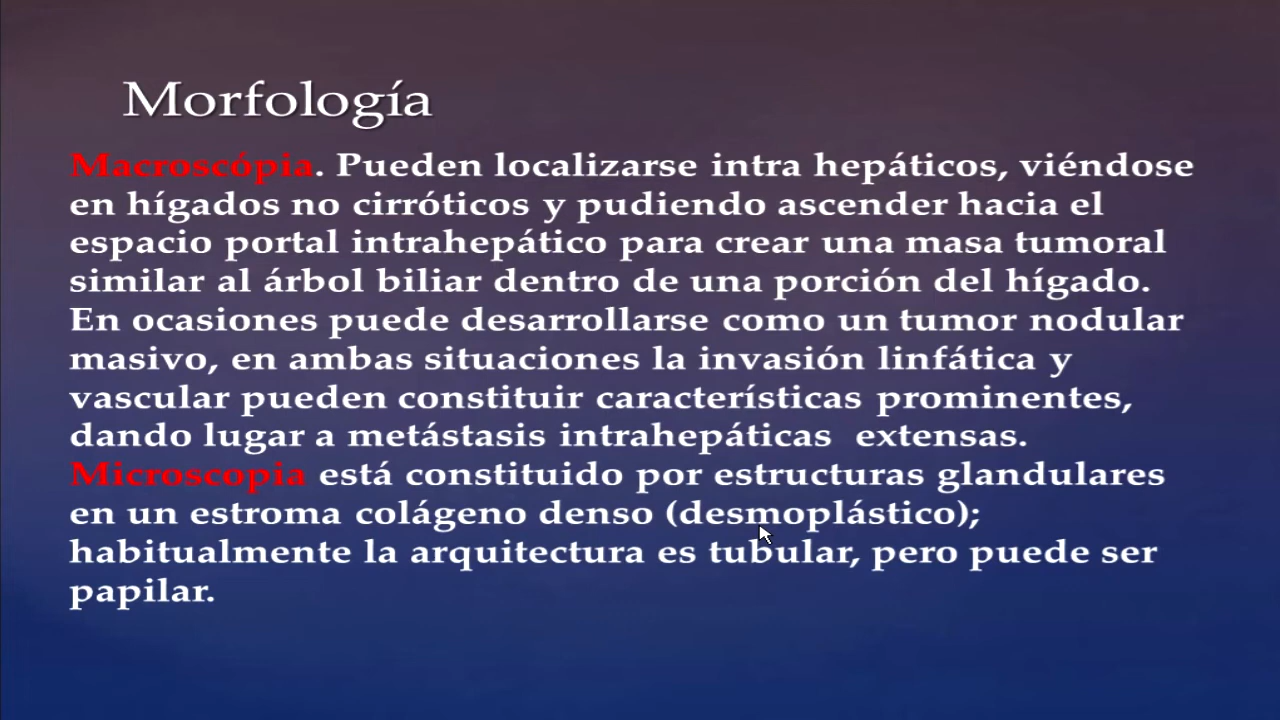 Morfología
Macroscópia. Pueden localizarse intra hepáticos, viéndose
en hígados no cirróticos y pudiendo ascender hacia el
espacio portal intrahepático para crear una masa tumoral
similar al árbol biliar dentro de una porción del hígado.
En ocasiones puede desarrollarse como un tumor nodular
masivo, en ambas situaciones la invasión linfática y
vascular pueden constituir características prominentes,
dando lugar a metástasis intrahepáticas  extensas.
Microscopia está constituido por estructuras glandulares
en un estroma colágeno denso (desmoplástico);
habitualmente la arquitectura es tubular, pero puede ser
papilar.